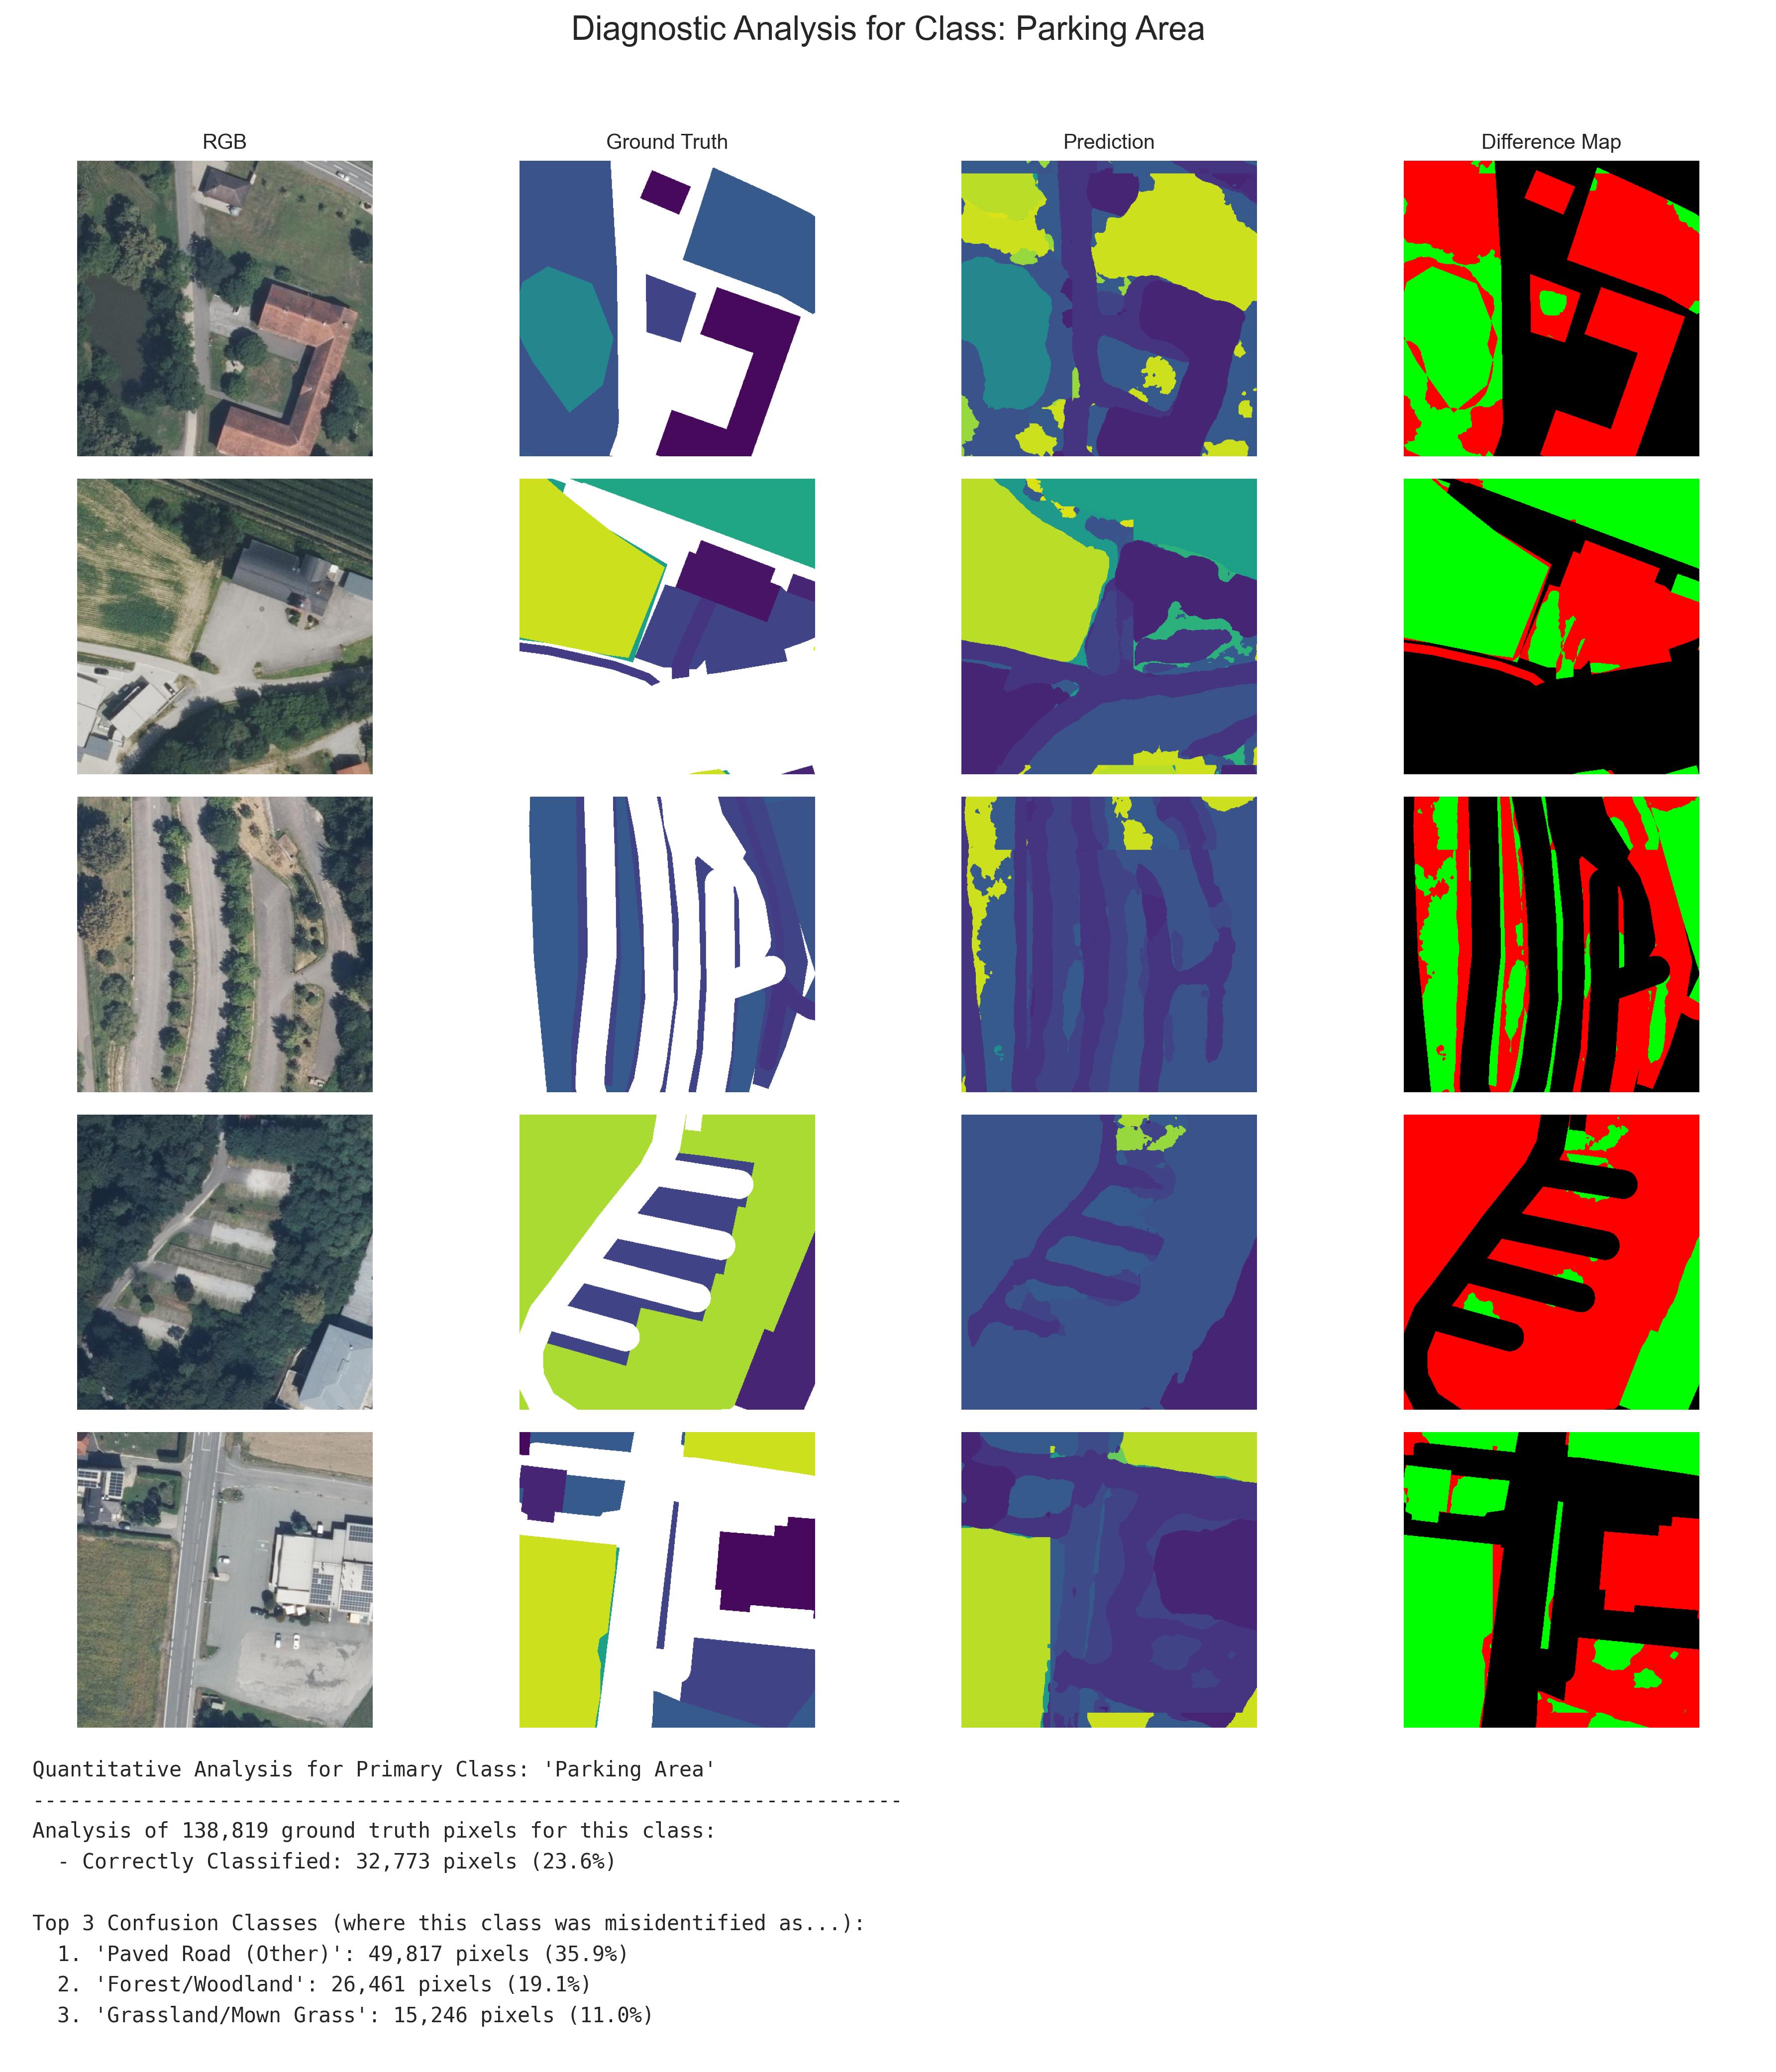 Diagnostic Analysis for Class: Parking Area
RGB
Ground Truth
Prediction
Difference Map
Quantitative Analysis for Primary Class: 'Parking Area'
----------------------------------------------------------------------
Analysis of 138,819 ground truth pixels for this class:
- Correctly Classified: 32,773 pixels (23.6%)
Top 3 Confusion Classes (where this class was misidentified as...):
1. 'Paved Road (Other)': 49,817 pixels (35.9%)
2. 'Forest/Woodland': 26,461 pixels (19.1%)
3. 'Grassland/Mown Grass': 15,246 pixels (11.0%)